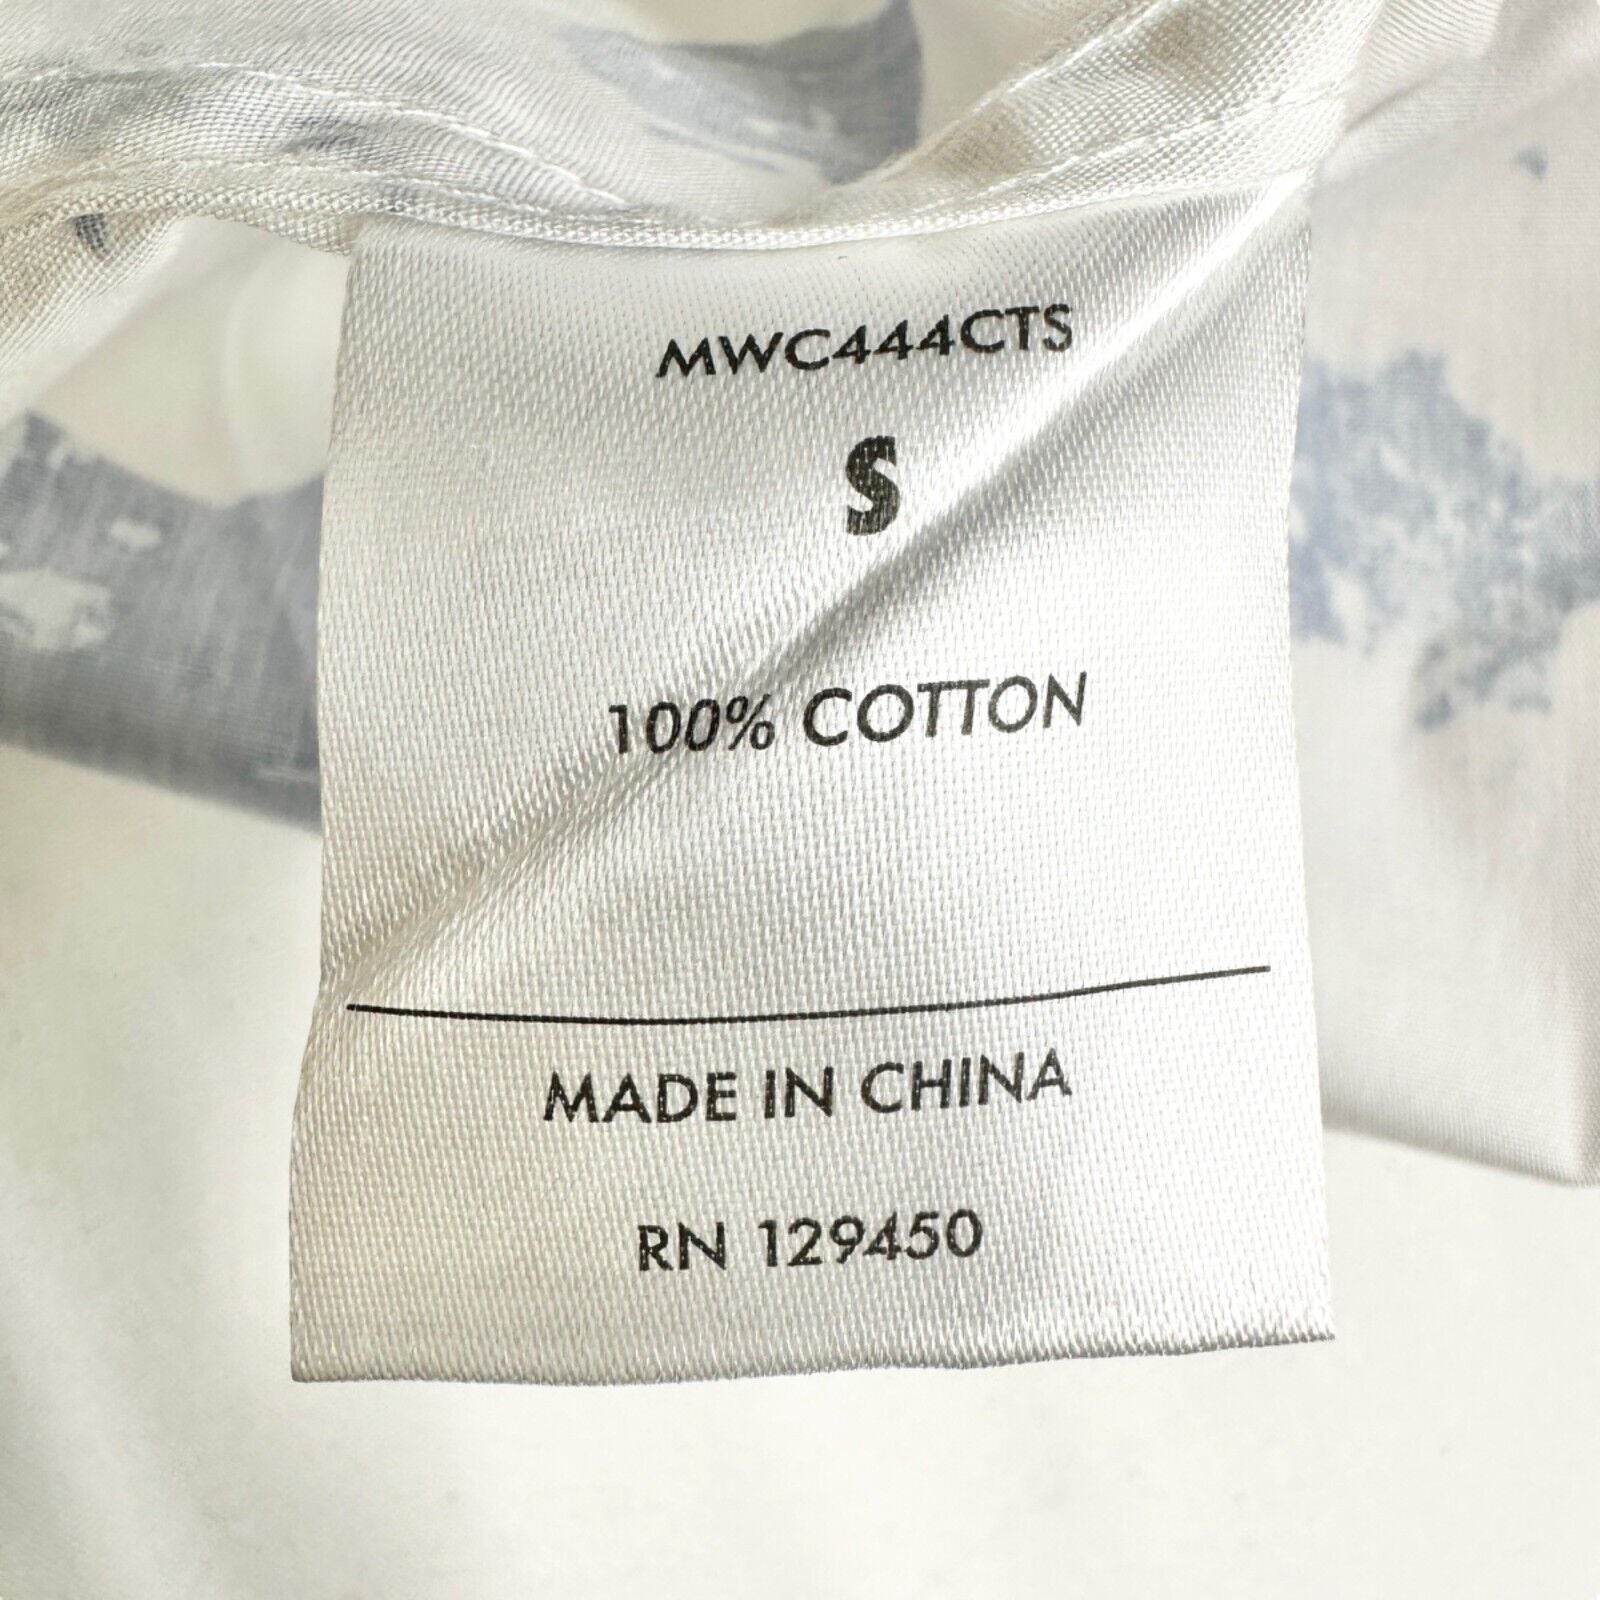 MWC444CTS
S
100% COTTON
MADE IN CHINA
RN 129450